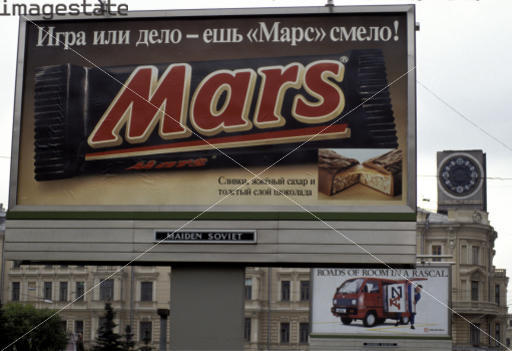 imagestate
Игра или дело – ешь «Марс» смело!
Mars®
Сливки, жжёный сахар и
толстый слой шоколада
MAIDEN SOVIET
ROADS OF ROOM IN A RASCAL